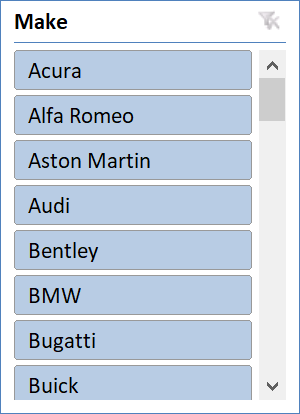 Make
Acura
Alfa Romeo
Aston Martin
Audi
Bentley
BMW
Bugatti
Buick